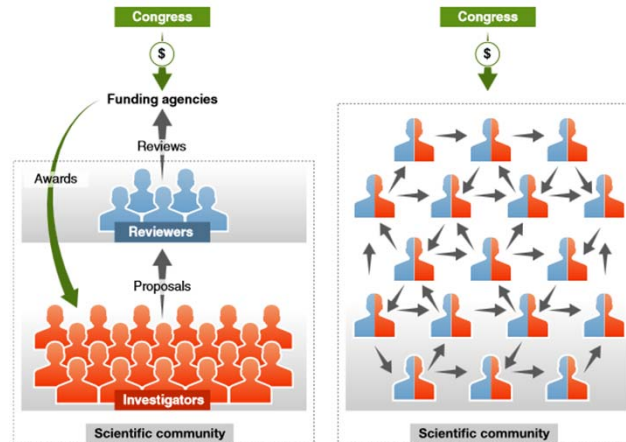 Congress
$
Funding agencies
Reviews
Awards
Reviewers
Proposals
Investigators
Scientific community
Congress
$
Scientific community